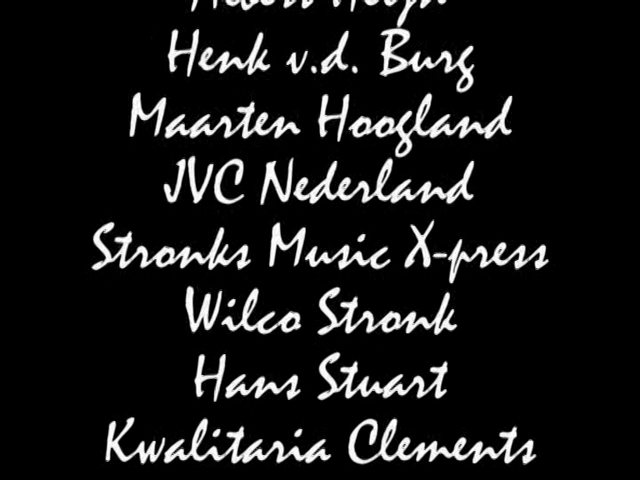 Henk v.d. Burg
Maarten Hoogland
JVC Nederland
Stronks Music X-press
Wilco Stronk
Hans Stuart
Kwalitaria Clements